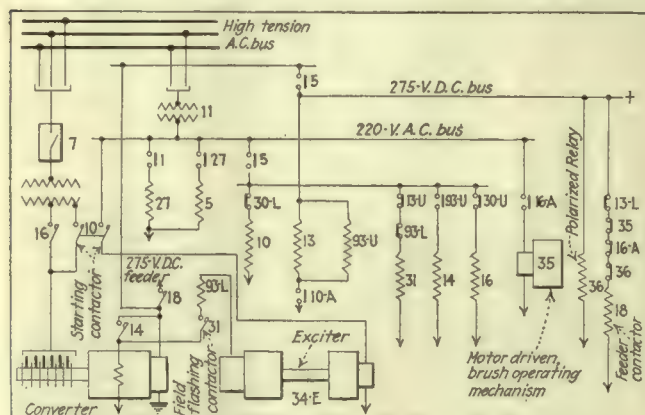 High tension
A.C. bus
15
275-V. D.C. bus
+
11
7
220-V. A.C. bus
11
127
15
16-A
Polarized Relay
13-L
35
16-A
36
16
10
27
5
30-L
10
13
93-U
13-U
93-U
30-U
93-L
31
14
16
35
36
18
Feeder contactor
110-A
Starting contactor
275-V. D.C. feeder
18
93-L
14
31
Field flashing contactor
Exciter
34-E
Motor driven, brush operating mechanism
Converter